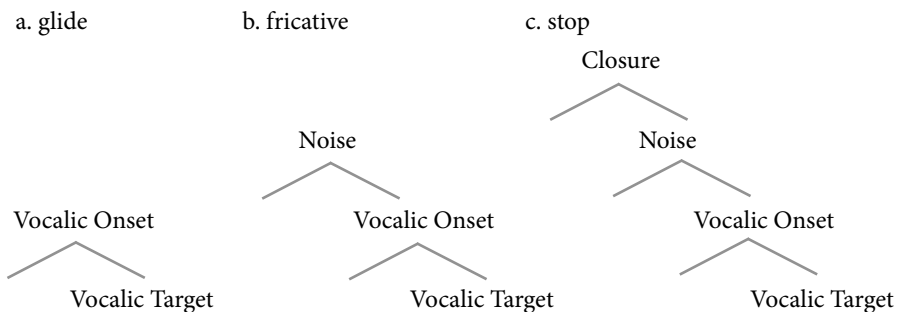 a. glide b. fricative c. stop
Closure
Noise Noise
Vocalic Onset Vocalic Onset Vocalic Onset
Vocalic Target Vocalic Target Vocalic Target